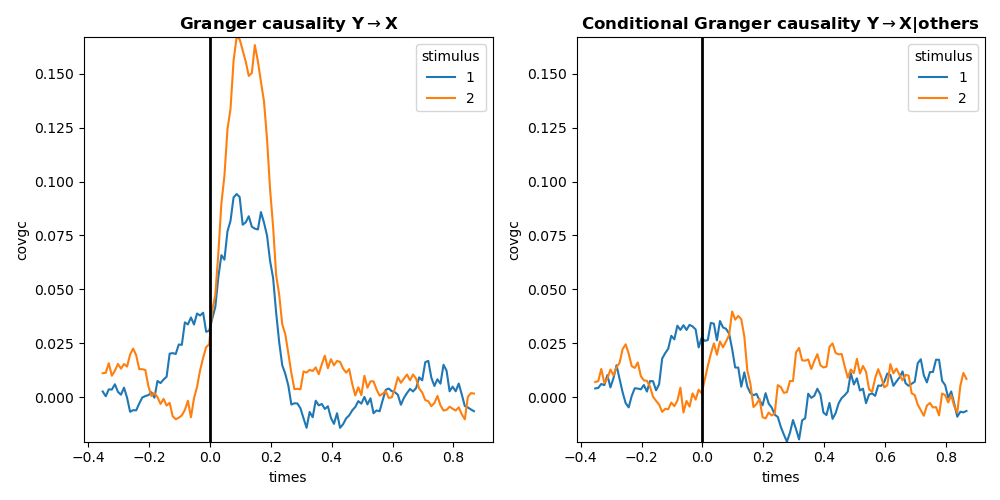 Granger causality Y→X
covgc
0.150
0.125
0.100
0.075
0.050
0.025
0.000
−0.4 −0.2 0.0 0.2 0.4 0.6 0.8
times
stimulus
1
2
Conditional Granger causality Y→X|others
covgc
0.150
0.125
0.100
0.075
0.050
0.025
0.000
−0.4 −0.2 0.0 0.2 0.4 0.6 0.8
times
stimulus
1
2